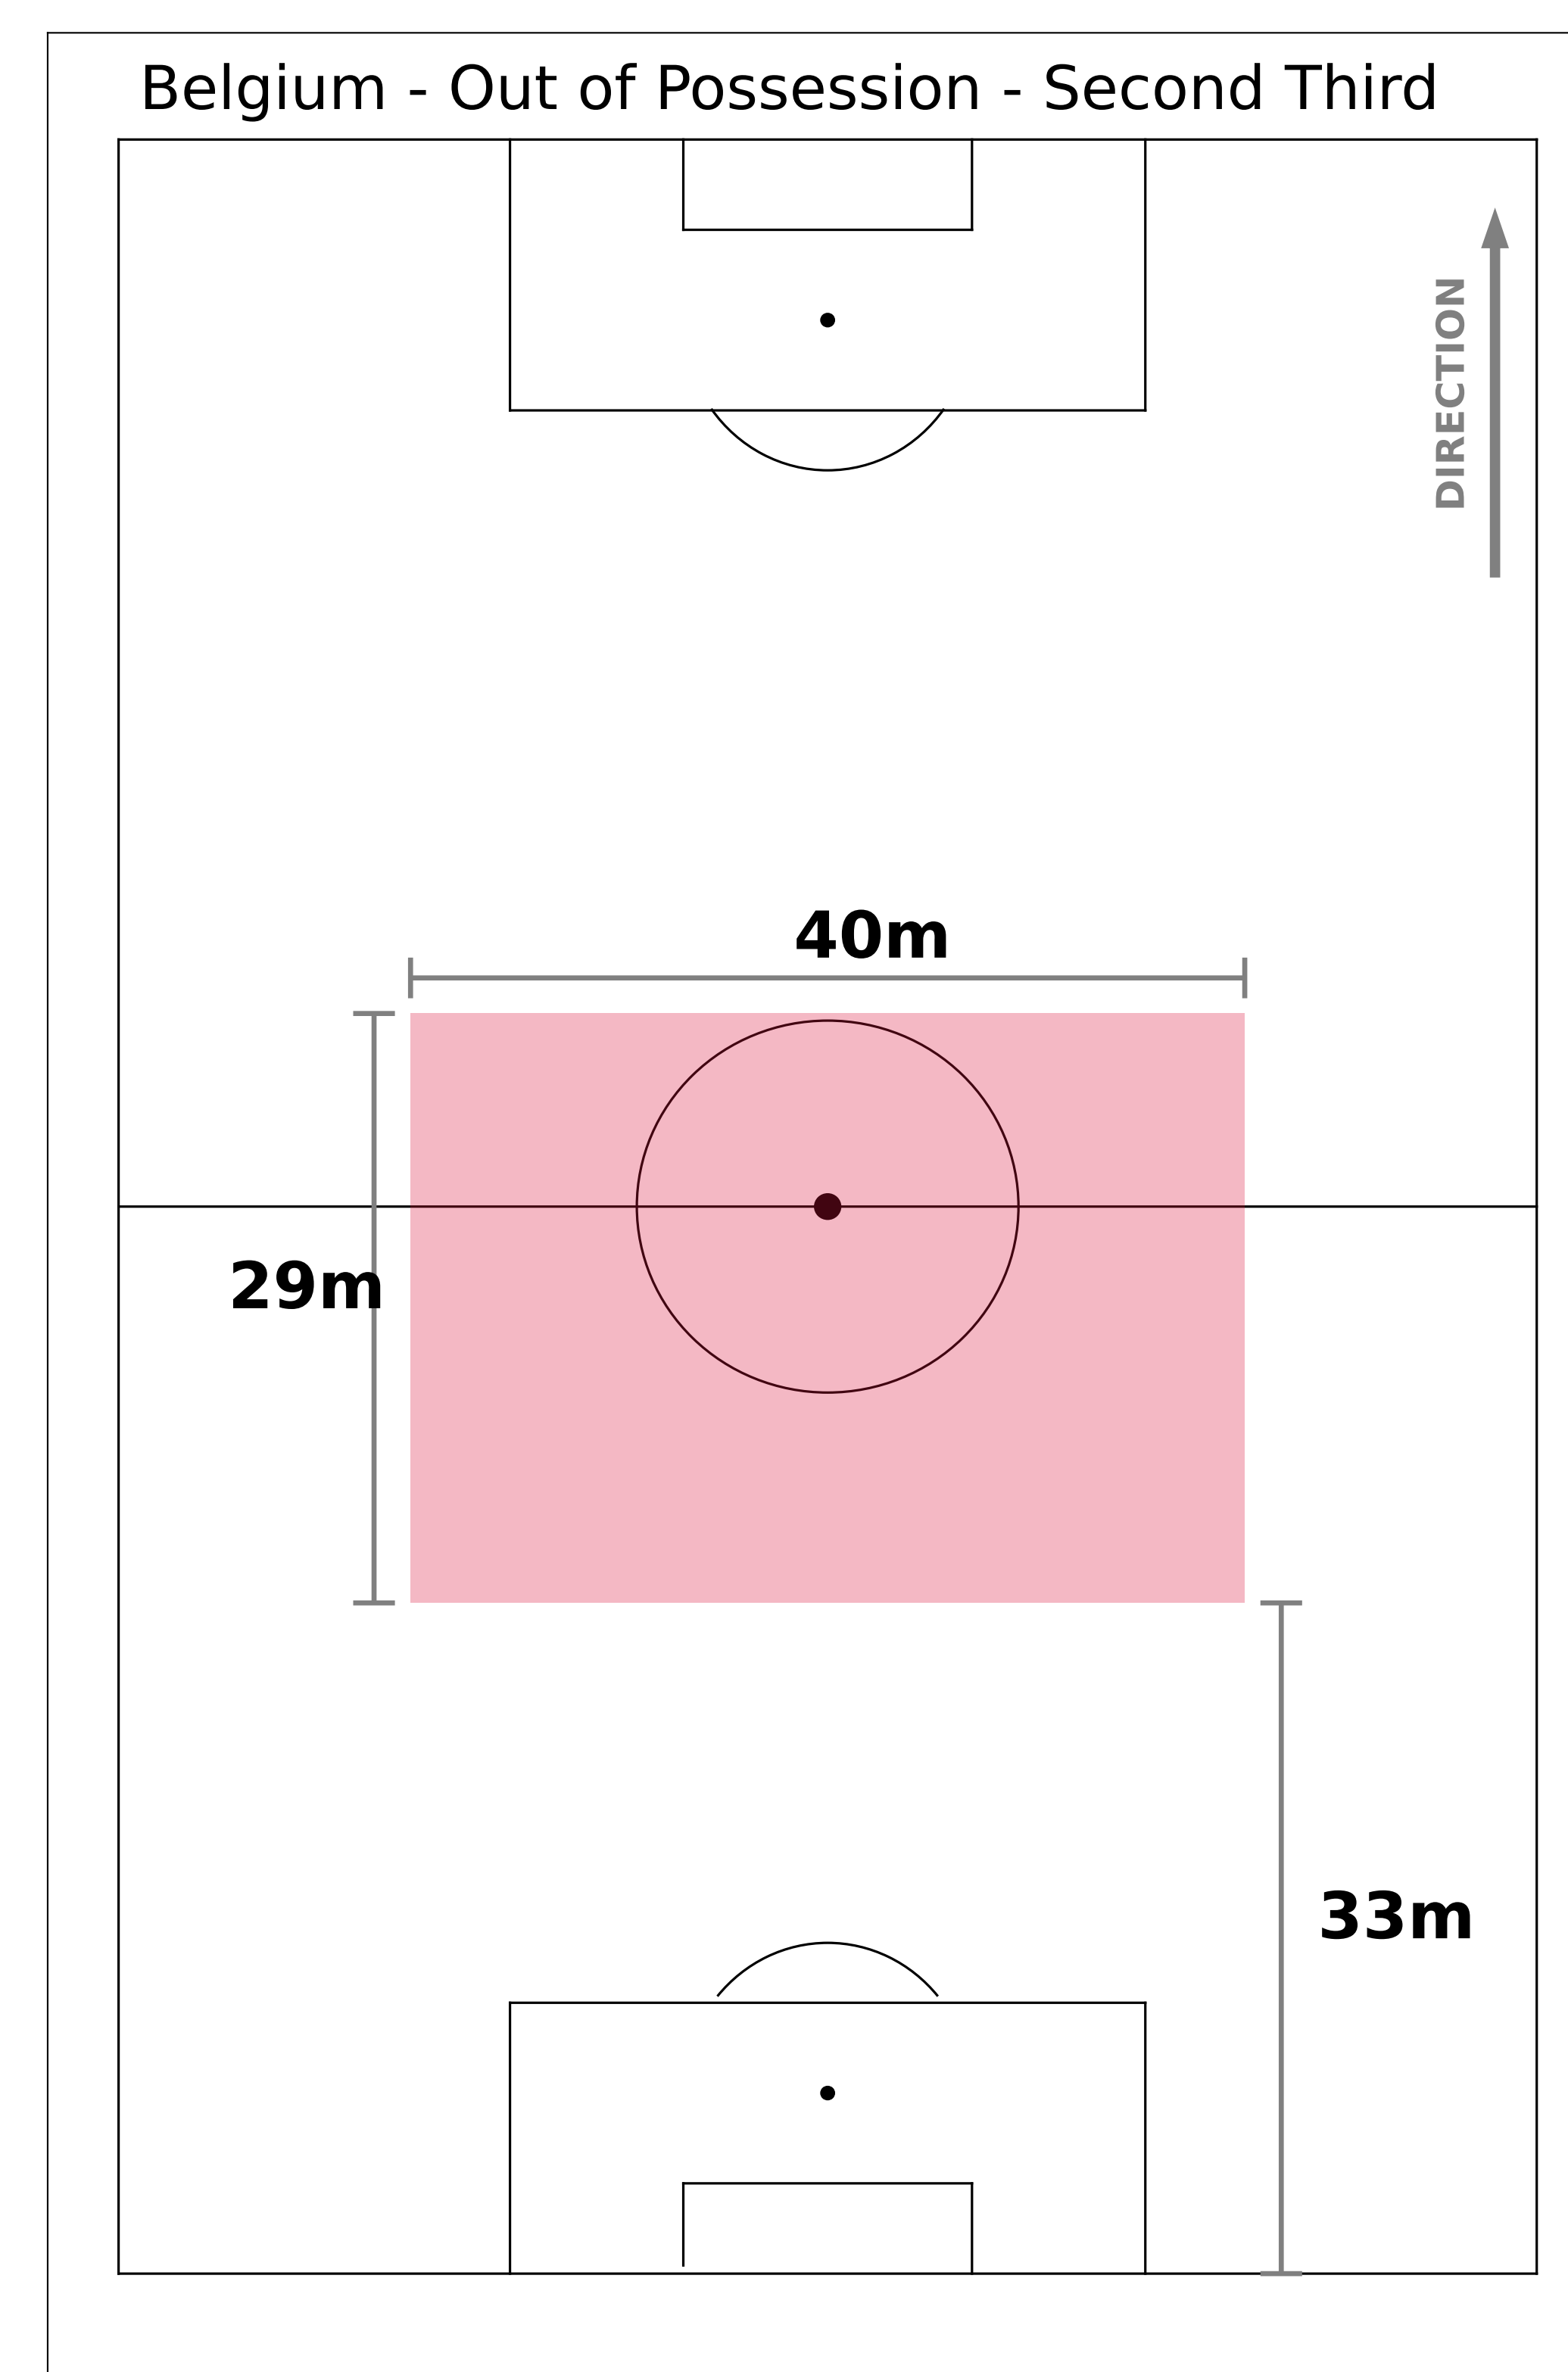 Belgium - Out of Possession - Second Third
DIRECTION
40m
29m
33m